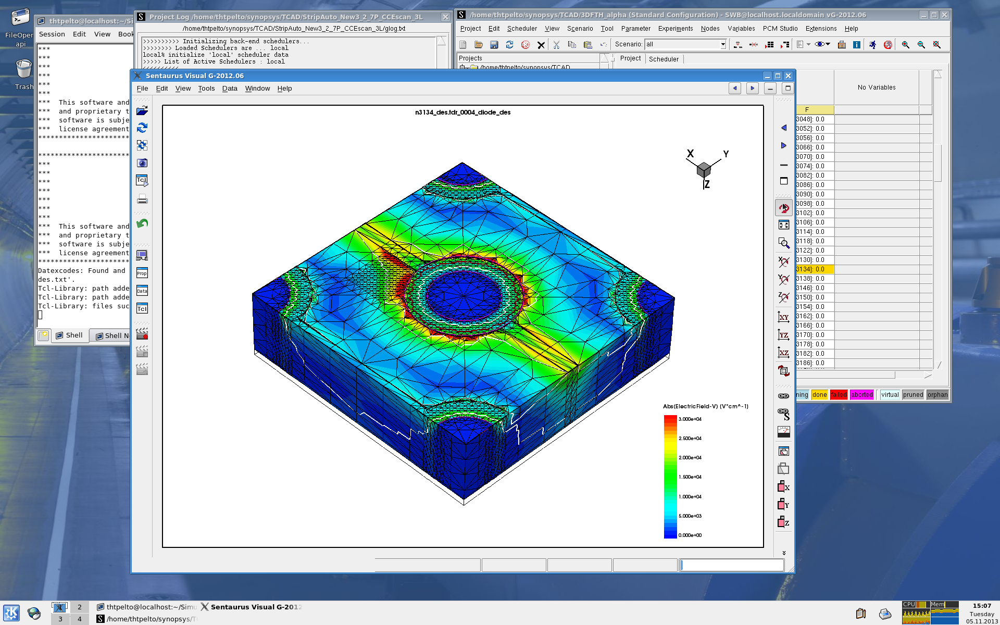 FileOper
api
Trash
thtpelto@localhost:~/Si
Session Edit View Book
***
***
***
***
***
***
*** This software and
*** and proprietary t
*** software is subje
*** license agreement
**********************
**********************
***
***
***
***
***
***
***
*** This software and
*** and proprietary t
*** software is subje
*** license agreement
**********************
Datexcodes: Found and
des.txt'.
Tcl-Library: path adde
Tcl-Library: path adde
Tcl-Library: files suc
Shell Shell N
Project Log /home/thtpelto/synopsys/TCAD/StripAuto_New3_2_7P_CCEscan_3L
/home/thtpelto/synopsys/TCAD/StripAuto_New3_2_7P_CCEscan_3L/glog.txt
>>>>>>>>>> Initializing back-end schedulers...
>>>>>>>> Loaded Schedulers are ... local
local% initialize 'local' scheduler data
>>>>> List of Active Schedulers : local
/home/thtpelto/synopsys/TCAD/3DFTH_alpha (Standard Configuration) - SWB@localhost.localdomain vG-2012.06
Project Edit Scheduler View Scenario Tool Parameter Experiments Nodes Variables PCM Studio Extensions Help
Scenario: all
Projects
/home/thtpelto/synopsys/TCAD
Project Scheduler
No Variables
F
3048]: 0.0
3052]: 0.0
3056]: 0.0
3066]: 0.0
3070]: 0.0
3074]: 0.0
3082]: 0.0
3086]: 0.0
3090]: 0.0
3098]: 0.0
3102]: 0.0
3106]: 0.0
3114]: 0.0
3118]: 0.0
3122]: 0.0
3130]: 0.0
3134]: 0.0
3138]: 0.0
3146]: 0.0
3150]: 0.0
3154]: 0.0
3162]: 0.0
3166]: 0.0
3170]: 0.0
3178]: 0.0
3182]: 0.0
3186]: 0.0
ning done failed aborted virtual pruned orphan
Sentaurus Visual G-2012.06
File Edit View Tools Data Window Help
Tcl
Prop
Data
Tcl
n3134_des.tdr_0004_diode_des
X Y
Z
Abs(ElectricField-V) (V*cm^-1)
3.000e+04
2.500e+04
2.000e+04
1.500e+04
1.000e+04
5.000e+03
0.000e+00
X
Y
Z
XY
YZ
XZ
S
X
Y
Z
1 2
3 4
thtpelto@localhost:~/Simu
Sentaurus Visual G-2012
/home/thtpelto/synopsys/T
CPU Mem
15:07
Tuesday
05.11.2013